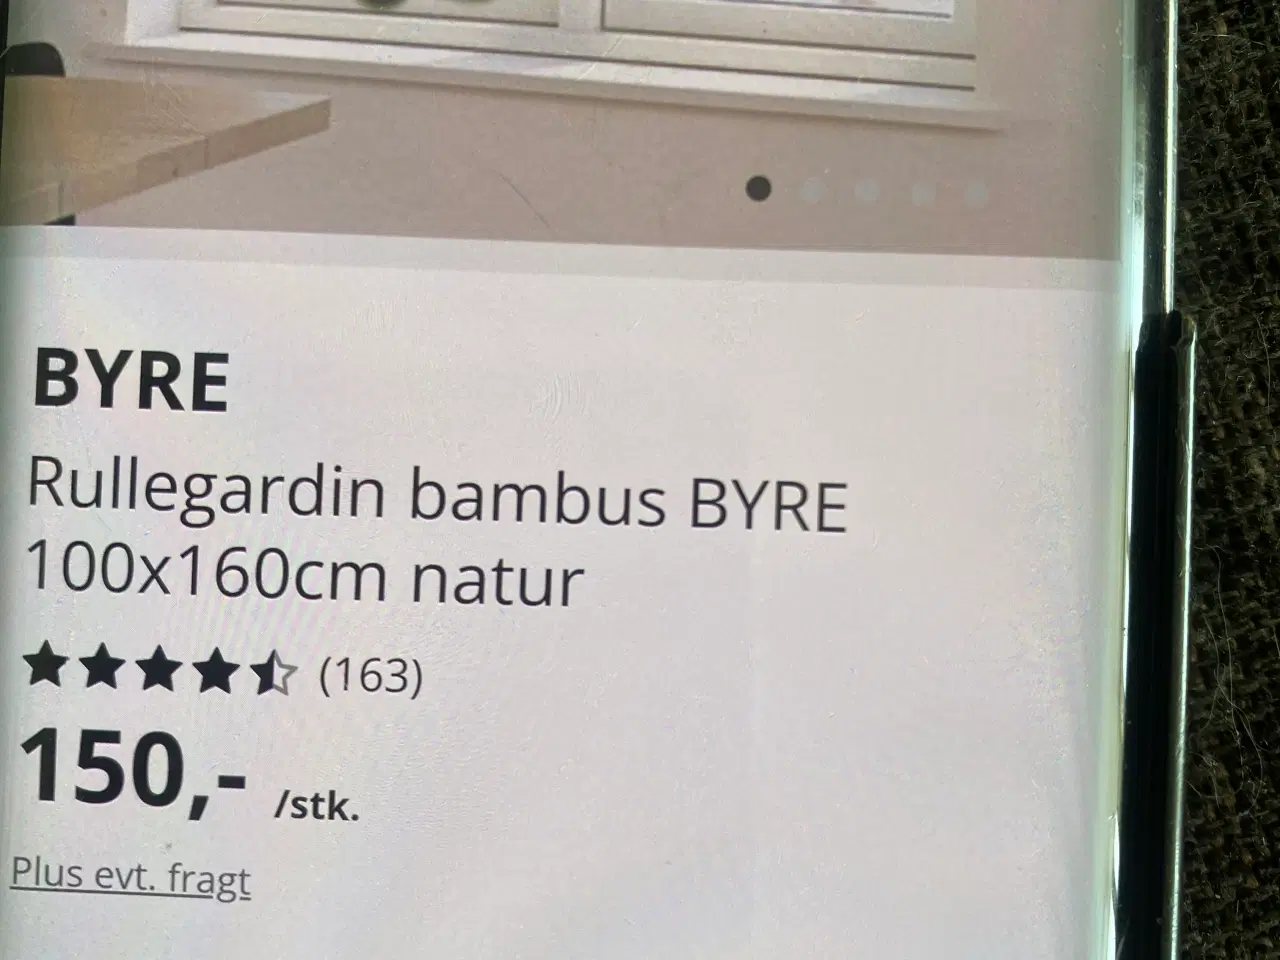 BYRE
Rullegardin bambus BYRE
100x160cm natur
(163)
150,- /stk.
Plus evt. fragt